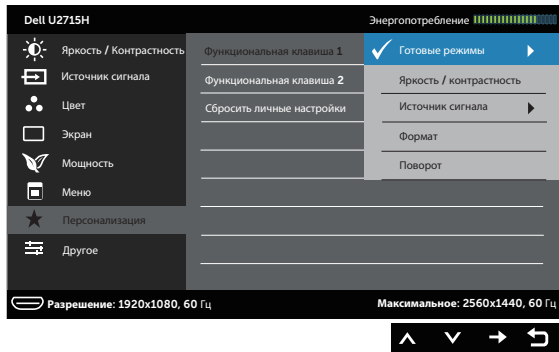 Dell U2715H
Энергопотребление
Яркость / Контрастность
Функциональная клавиша 1
Готовые режимы
Источник сигнала
Функциональная клавиша 2
Яркость / контрастность
Цвет
Сбросить личные настройки
Источник сигнала
Экран
Формат
Мощность
Поворот
Меню
Персонализация
Другое
Разрешение: 1920x1080, 60 Гц
Максимальное: 2560x1440, 60 Гц